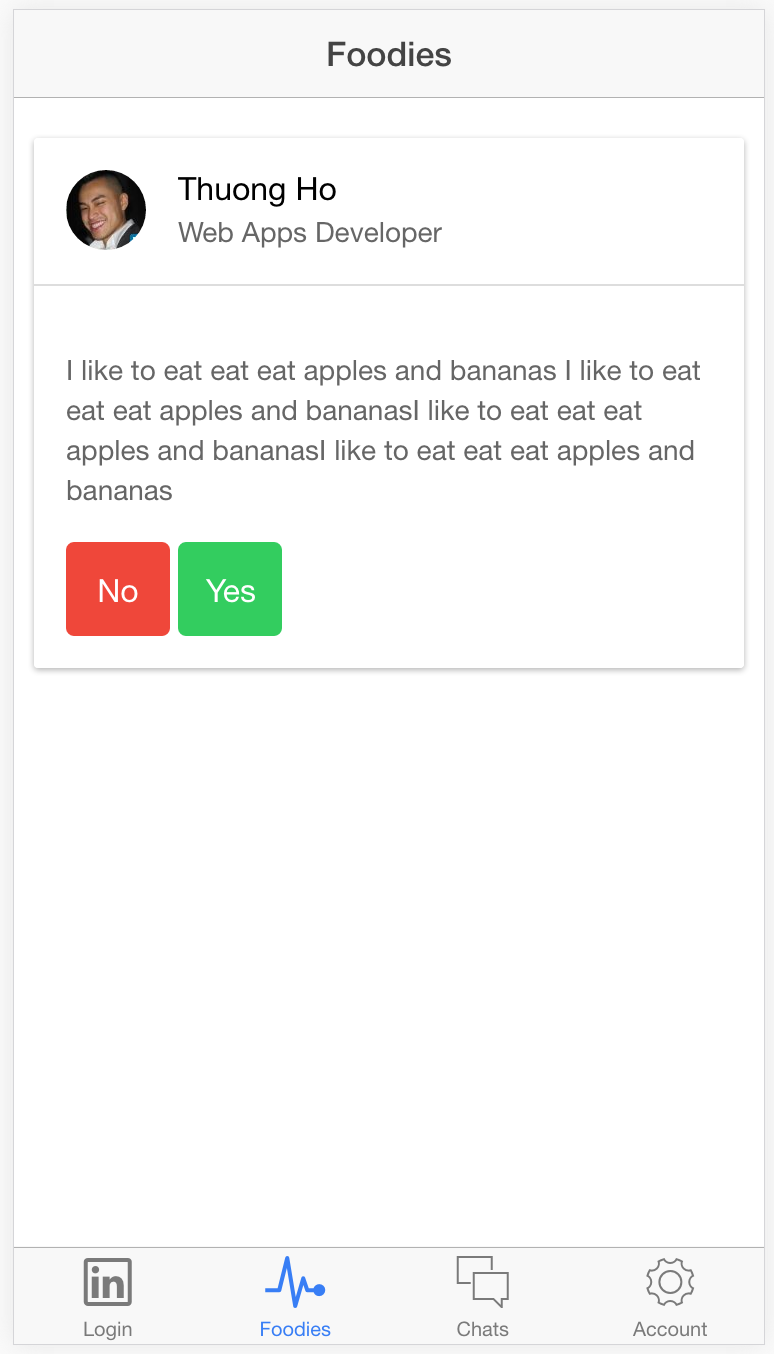 Foodies
Thuong Ho
Web Apps Developer
I like to eat eat eat apples and bananas I like to eat
eat eat apples and bananasI like to eat eat eat
apples and bananasI like to eat eat eat apples and
bananas
No Yes
in
Login Foodies Chats Account